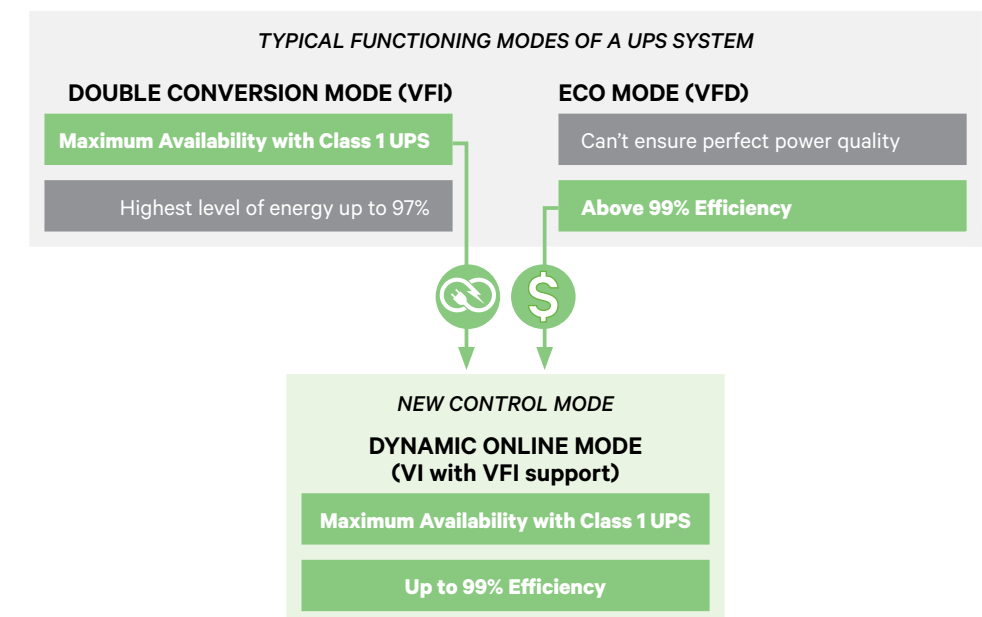 TYPICAL FUNCTIONING MODES OF A UPS SYSTEM
DOUBLE CONVERSION MODE (VFI)
Maximum Availability with Class 1 UPS
Highest level of energy up to 97%
ECO MODE (VFD)
Can't ensure perfect power quality
Above 99% Efficiency
$
NEW CONTROL MODE
DYNAMIC ONLINE MODE
(VI with VFI support)
Maximum Availability with Class 1 UPS
Up to 99% Efficiency